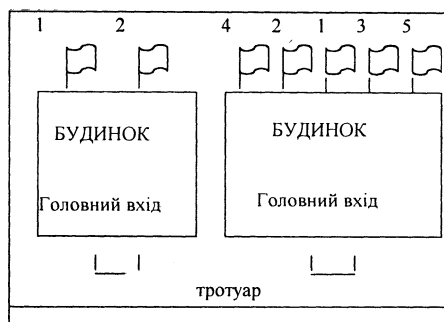 1 2 4 2 1 3 5
БУДИНОК БУДИНОК
Головний вхід Головний вхід
тротуар